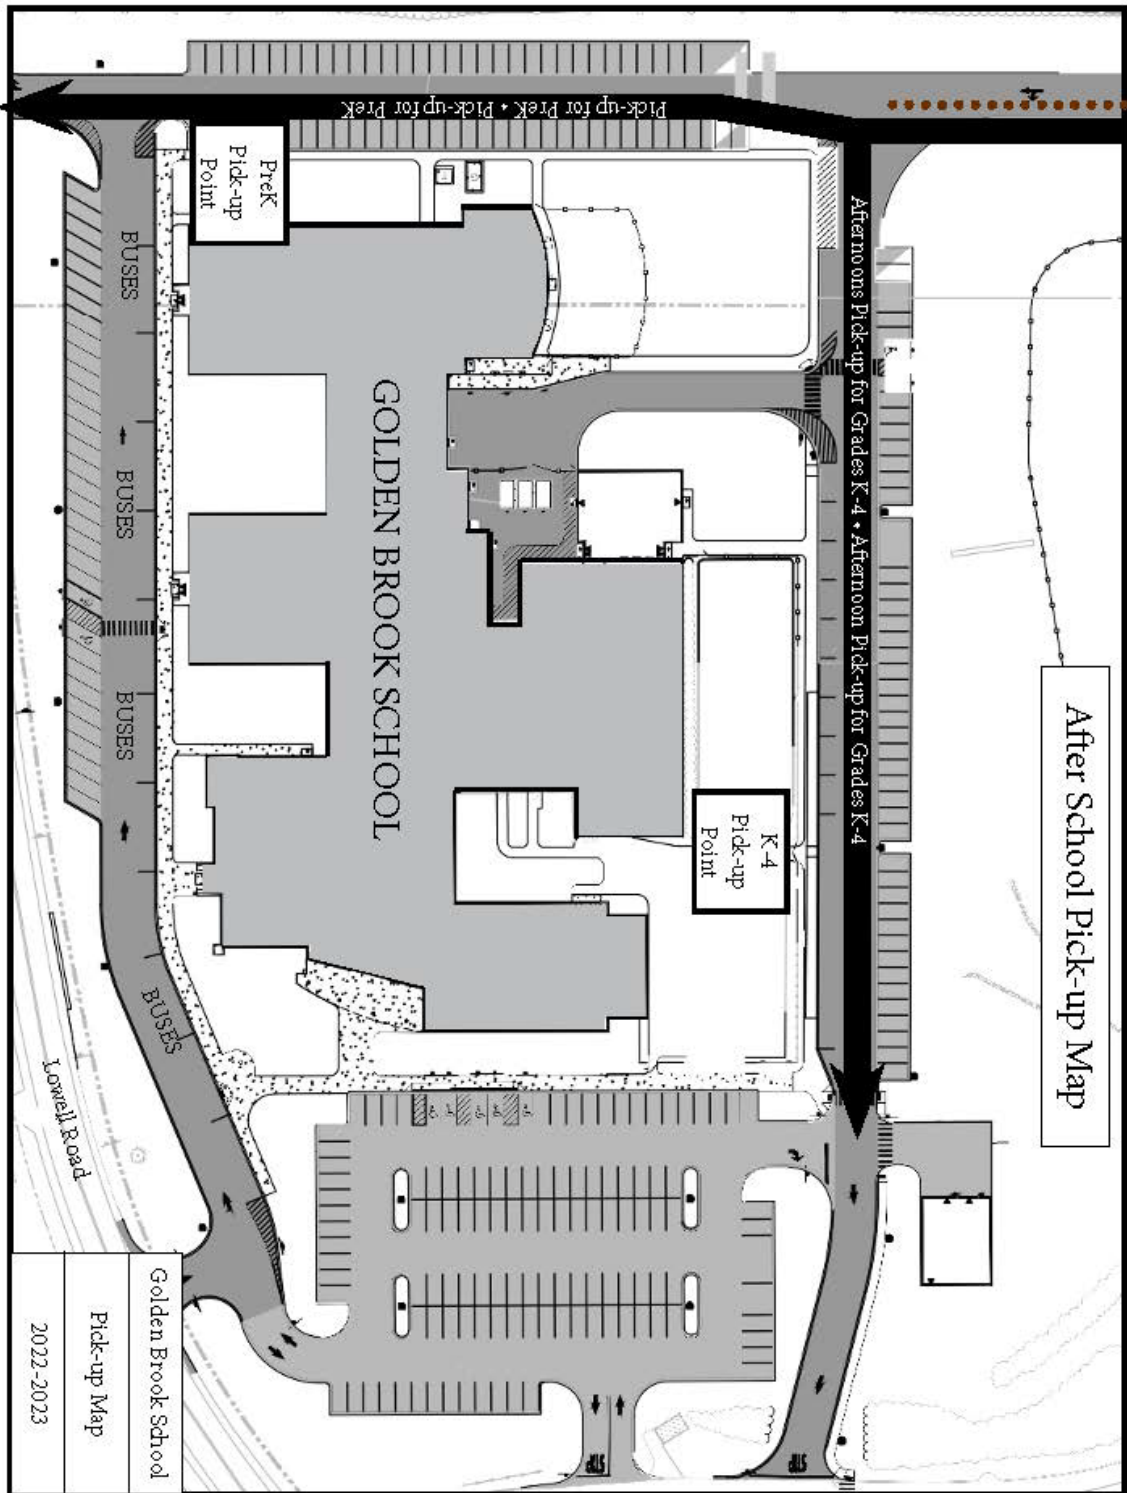 After School Pick-up Map
Afternoons Pick-up for Grades K-4 • Afternoon Pick-up for Grades K-4
Pick-up for PreK • Pick-up for PreK
PreK
Pick-up
Point
K-4
Pick-up
Point
GOLDEN BROOK SCHOOL
BUSES
BUSES
BUSES
BUSES
Lowell Road
STOP
STOP
Golden Brook School
Pick-up Map
2022-2023